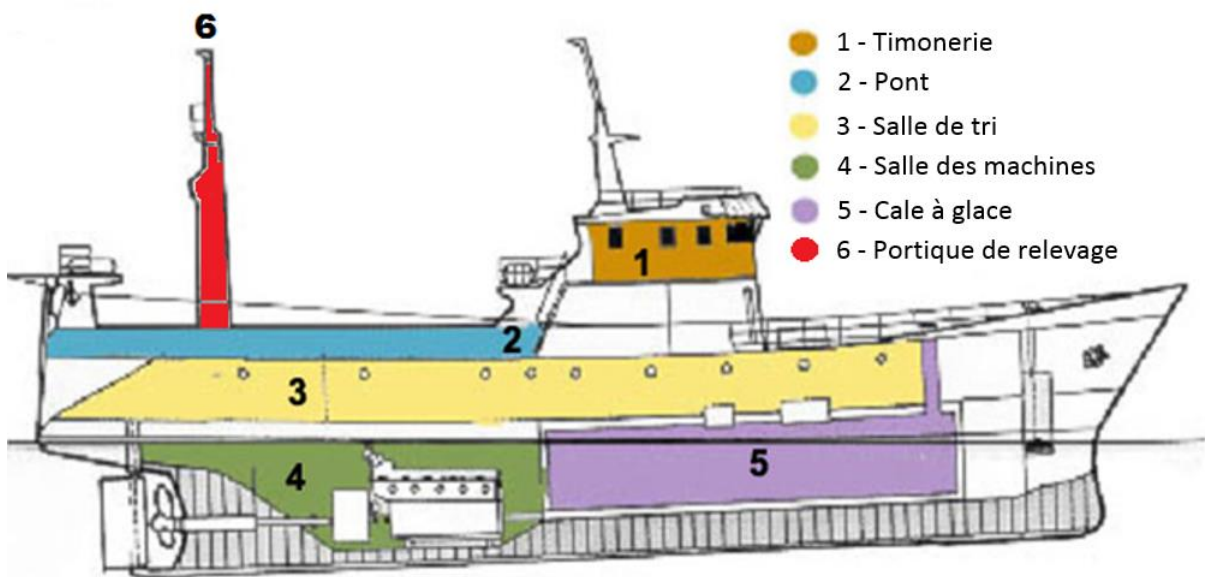 6
1 - Timonerie
2 - Pont
3 - Salle de tri
4 - Salle des machines
5 - Cale à glace
6 - Portique de relevage
1
2
3
4
5